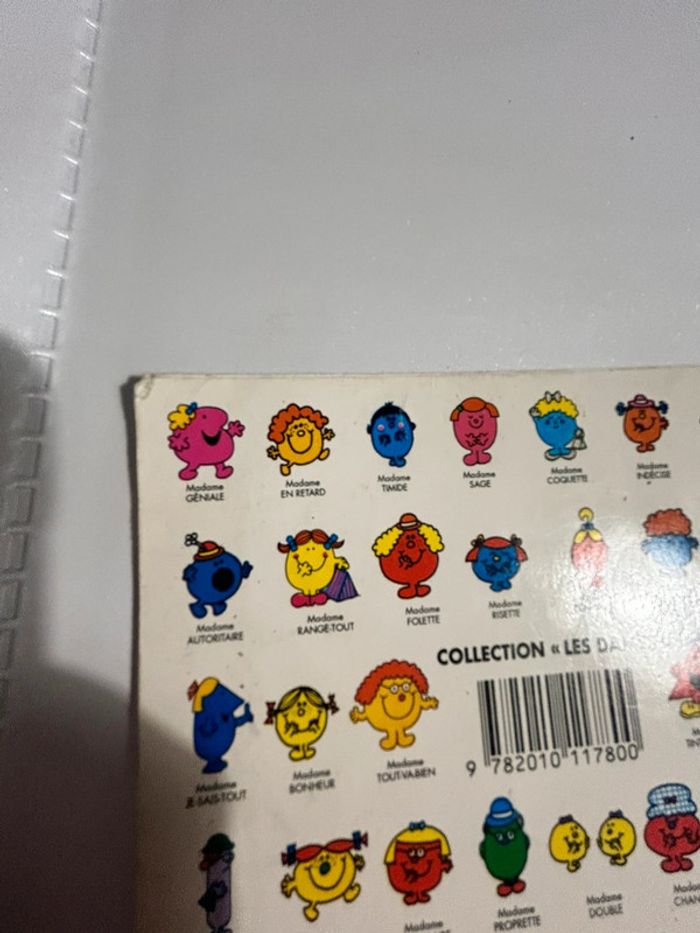 Madame
GÉNIALE
Madame
EN RETARD
Madame
TIMIDE
Madame
SAGE
Madame
COQUETTE
Madame
INDÉCISE
Madame
AUTORITAIRE
Madame
RANGE-TOUT
Madame
FOLETTE
Madame
RISETTE
COLLECTION « LES DA
Madame
JE-SAIS-TOUT
Madame
BONHEUR
Madame
TOUT-VA-BIEN
9 782010 117800
Madame
Madame
PROPRETTE
Madame
DOUBLE